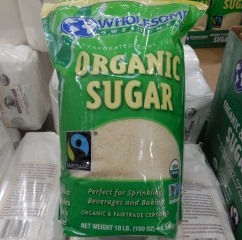 WHOLESOME
SWEETENERS
ORGANIC
SUGAR
FAIRTRADE
Perfect for Sprinkling
Beverages and Baking
ORGANIC & FAIRTRADE CERTIFIED
NET WEIGHT 10 LB. (160 OZ)